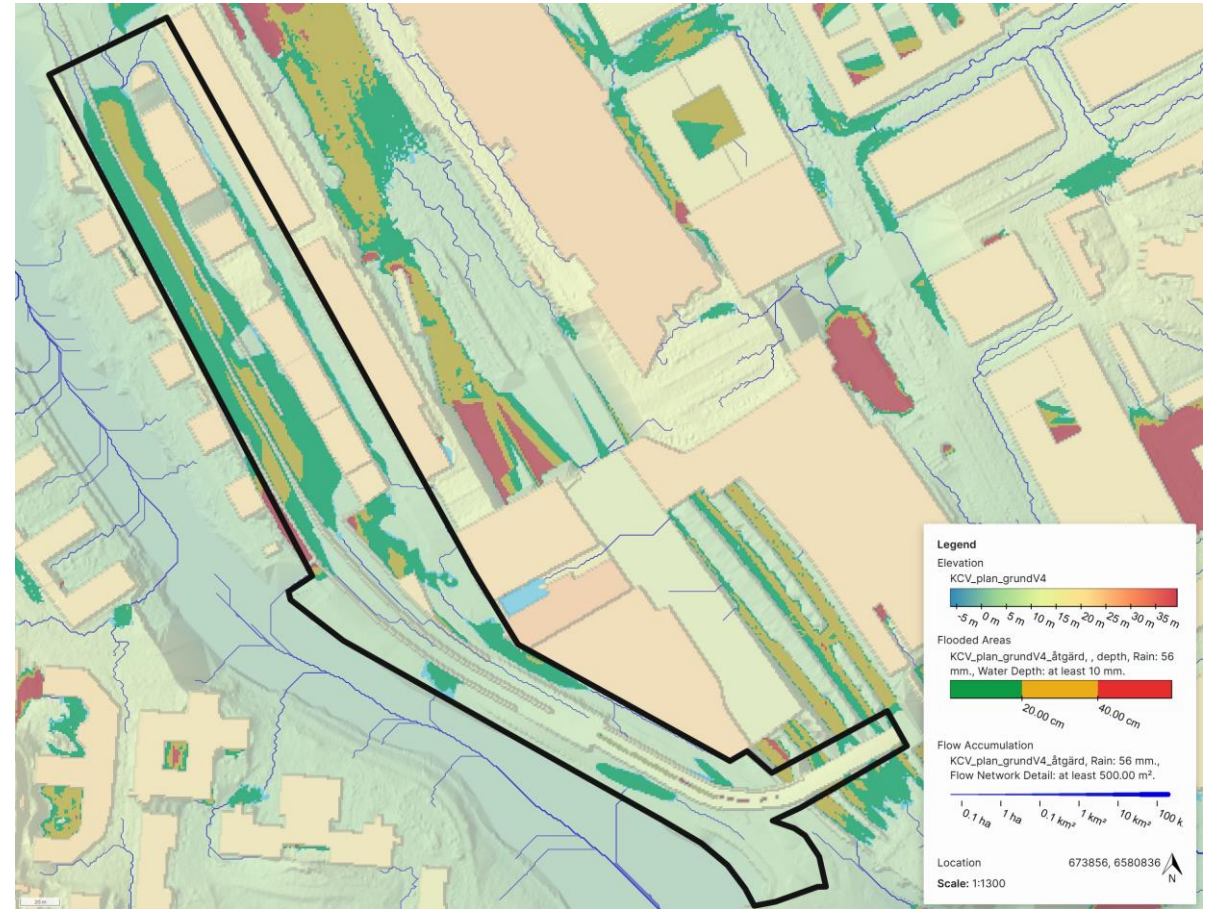 Legend
Elevation
KCV_plan_grundV4
-5 m 0 m 5 m 10 m 15 m 20 m 25 m 30 m 35 m
Flooded Areas
KCV_plan_grundV4_åtgärd, , depth, Rain: 56
mm., Water Depth: at least 10 mm.
20.00 cm 40.00 cm
Flow Accumulation
KCV_plan_grundV4_åtgärd, Rain: 56 mm.,
Flow Network Detail: at least 500.00 m².
0.1 ha 1 ha 0.1 km² 1 km² 10 km² 100 k
Location 673856, 6580836
N
Scale: 1:1300
20 m